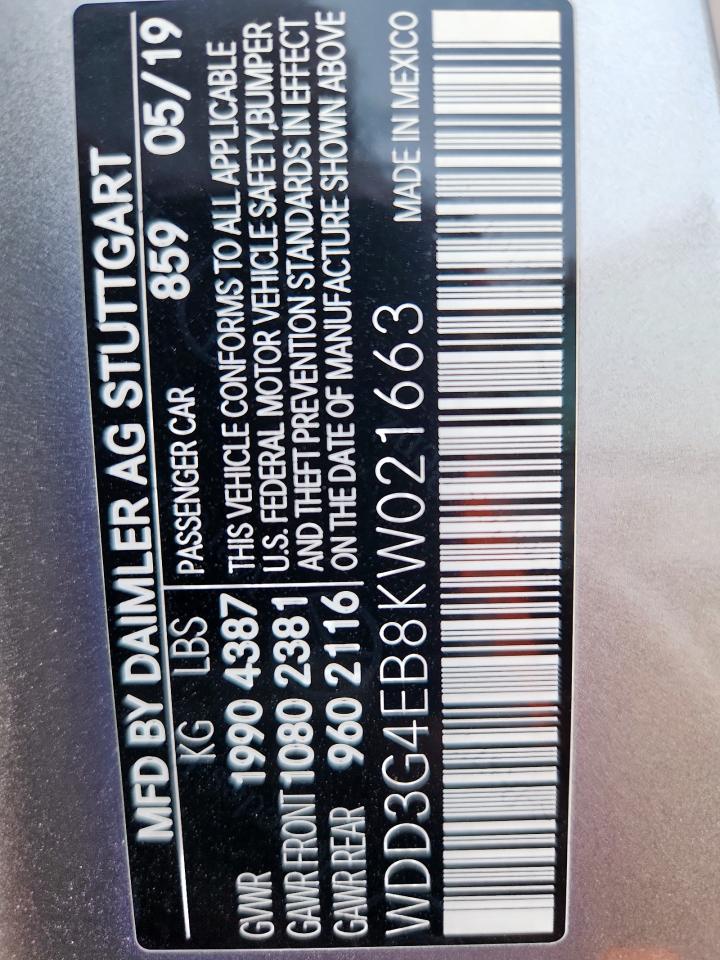 MFD BY DAIMLER AG STUTTGART
KG LBS PASSENGER CAR 859 05/19
GVWR 1990 4387 THIS VEHICLE CONFORMS TO ALL APPLICABLE
GAWR FRONT 1080 2381 U.S. FEDERAL MOTOR VEHICLE SAFETY,BUMPER
GAWR REAR 960 2116 AND THEFT PREVENTION STANDARDS IN EFFECT
ON THE DATE OF MANUFACTURE SHOWN ABOVE
WDD3G4EB8KW021663 MADE IN MEXICO